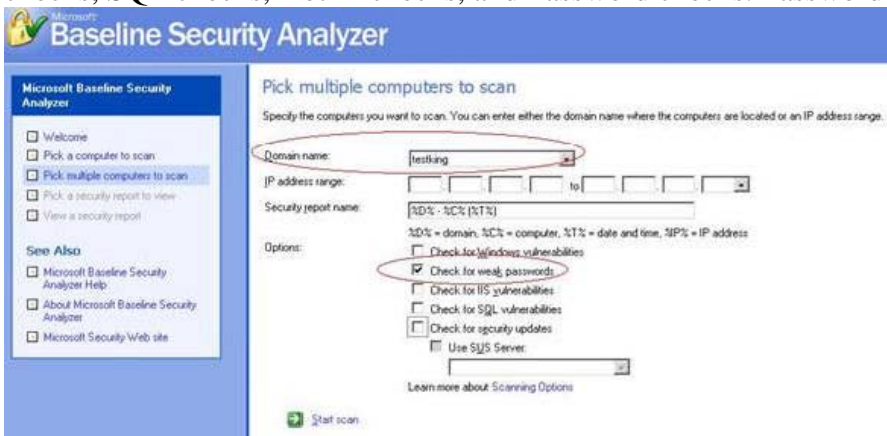 Microsoft
Baseline Security Analyzer
Microsoft Baseline Security
Analyzer
Welcome
Pick a computer to scan
Pick multiple computers to scan
Pick a security report to view
View a security report
See Also
Microsoft Baseline Security
Analyzer Help
About Microsoft Baseline Security
Analyzer
Microsoft Security Web site
Pick multiple computers to scan
Specify the computers you want to scan. You can enter either the domain name where the computers are located or an IP address range.
Domain name: testking
IP address range: . . . to . . .
Security report name: %D% - %C% (%T%)
%D% = domain, %C% = computer, %T% = date and time, %IP% = IP address
Options:
Check for Windows vulnerabilities
Check for weak passwords
Check for IIS vulnerabilities
Check for SQL vulnerabilities
Check for security updates
Use SUS Server:
Learn more about Scanning Options
Start scan